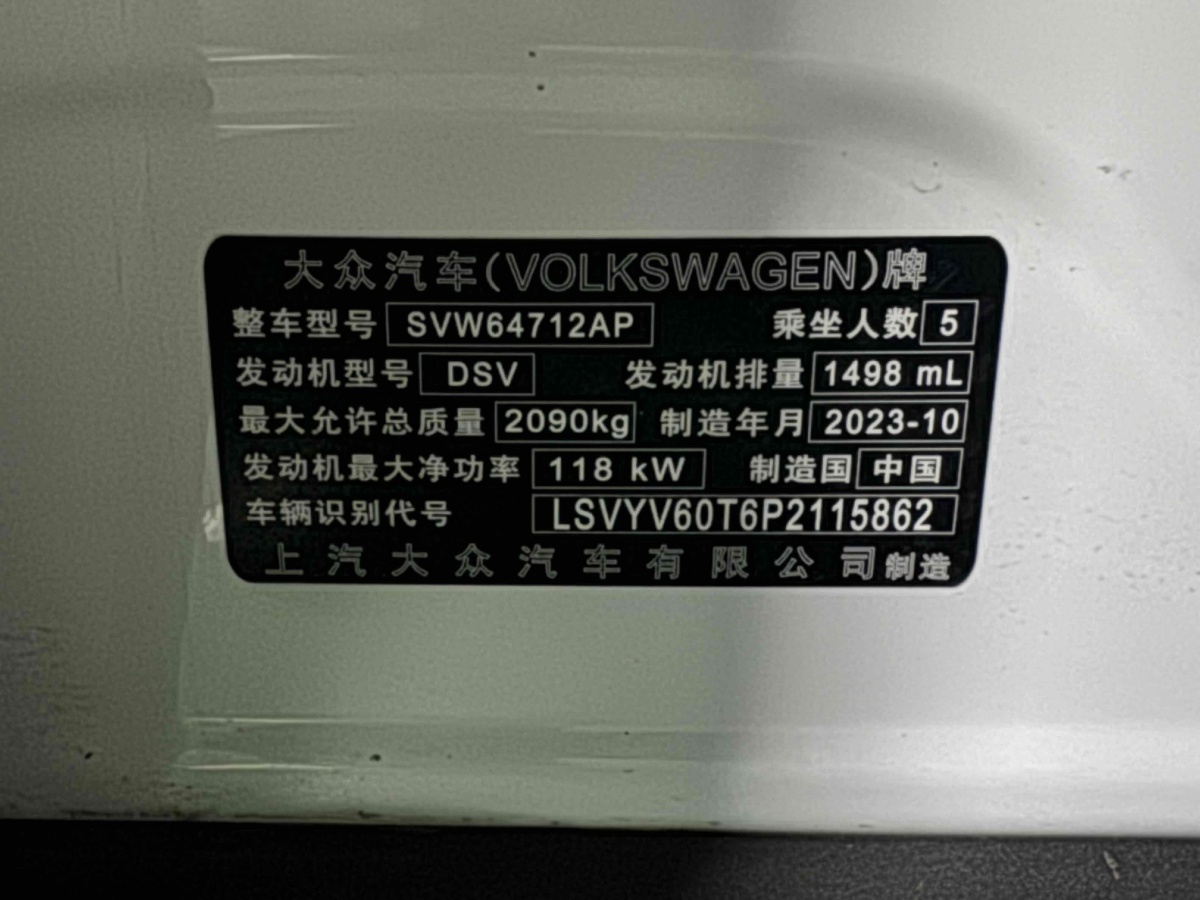 大众汽车(VOLKSWAGEN)牌
整车型号 SVW64712AP 乘坐人数 5
发动机型号 DSV 发动机排量 1498 mL
最大允许总质量 2090kg 制造年月 2023-10
发动机最大净功率 118 kW 制造国 中国
车辆识别代号 LSVYV60T6P2115862
上汽大众汽车有限公司制造